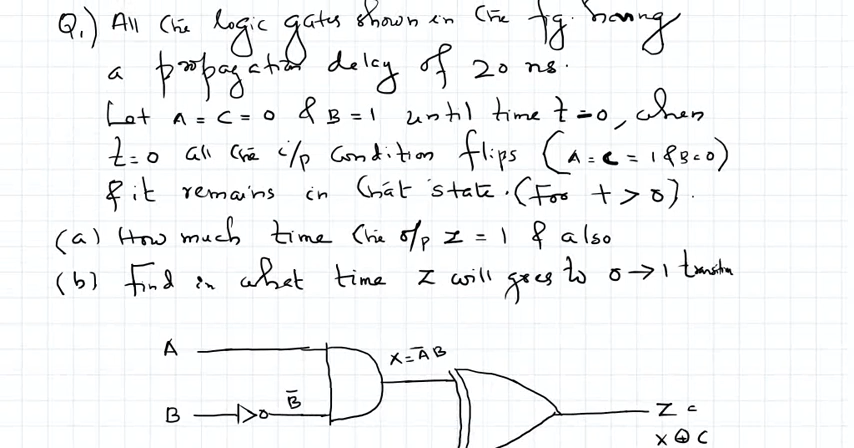 Q.) All the logic gates shown in the fig. having
a propagation delay of 20 ns.
Let A = C = 0 & B = 1 until time t = 0, when
t = 0 all the i/p condition flips (A = C = 1 & B = 0)
& it remains in that state. (For t > 0).
(a) How much time the o/p Z = 1 & also
(b) find in what time Z will goes to 0 → 1 transition
A
X = A̅ B
B̅
B
Z =
X ⊕ C